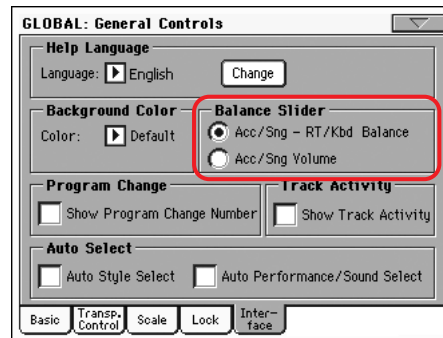 GLOBAL: General Controls
Help Language
Language: English Change
Background Color
Color: Default
Balance Slider
Acc/Sng - RT/Kbd Balance
Acc/Sng Volume
Program Change
Show Program Change Number
Track Activity
Show Track Activity
Auto Select
Auto Style Select Auto Performance/Sound Select
Basic Transp. Control Scale Lock Inter-face